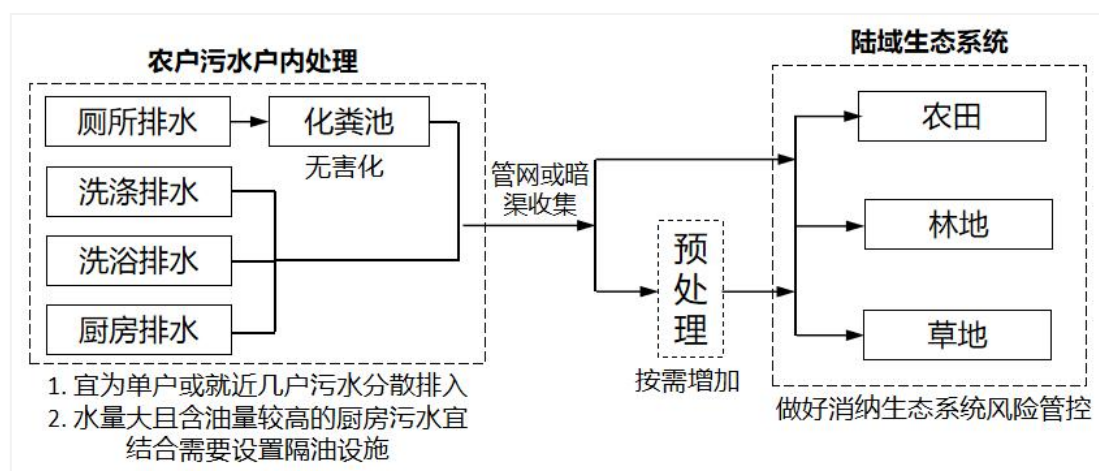 农户污水户内处理
厕所排水
化粪池
无害化
洗涤排水
洗浴排水
厨房排水
1. 宜为单户或就近几户污水分散排入
2. 水量大且含油量较高的厨房污水宜
结合需要设置隔油设施
管网或暗
渠收集
预
处
理
按需增加
陆域生态系统
农田
林地
草地
做好消纳生态系统风险管控